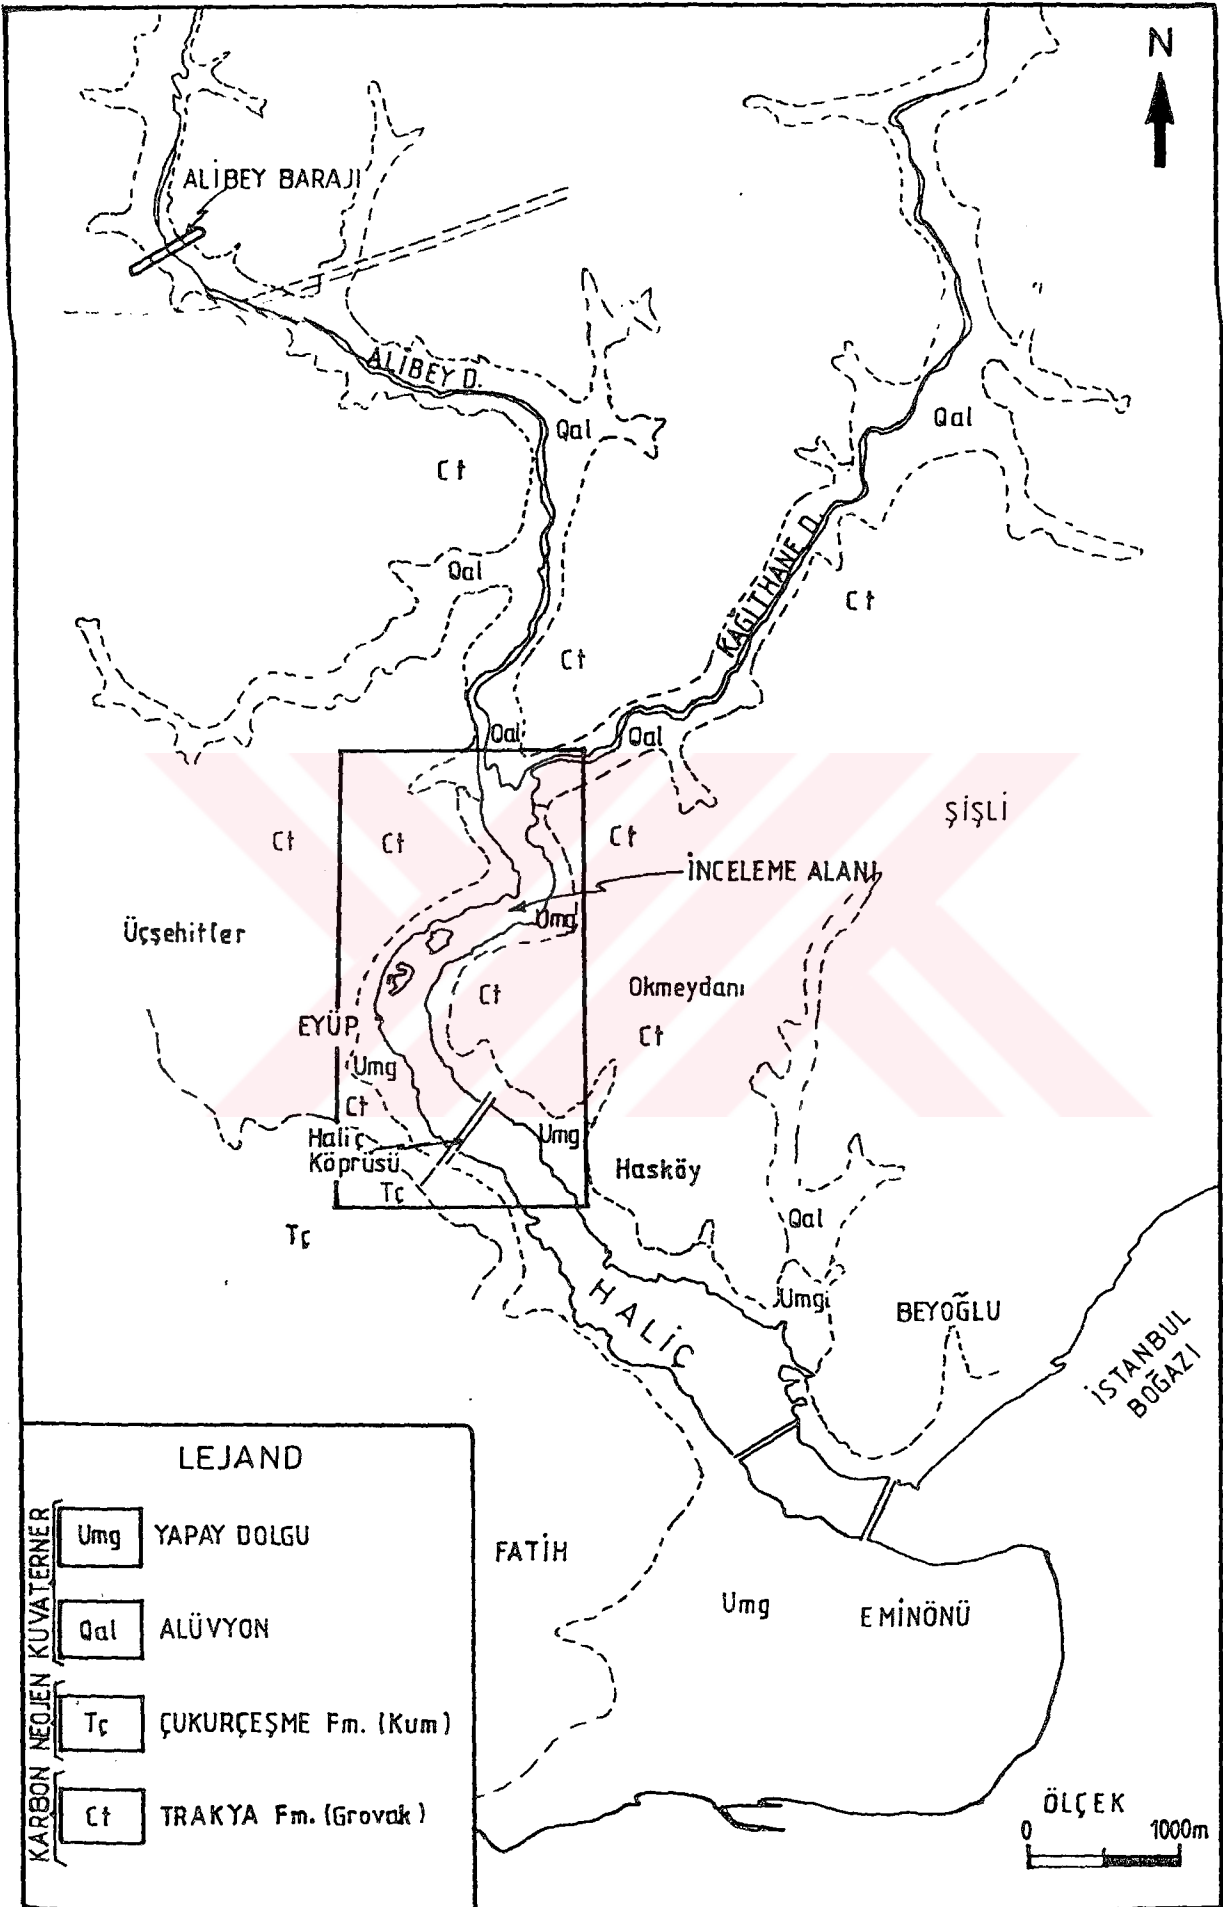 N
ALİBEY BARAJI
ALİBEY D.
Qal
Qal
Ct
Qal
KAĞITHANE D.
Ct
Ct
Qal
Qal
ŞİŞLİ
Ct
Ct
Ct
İNCELEME ALANI
Umg
Üçşehitler
Ct
Okmeydanı
EYÜP
Ct
Umg
Ct
Haliç
Köprüsü
Umg
Hasköy
Tç
Tç
Qal
HALİÇ
Umg
BEYOĞLU
İSTANBUL
BOĞAZI
LEJAND
KUVATERNER
Umg YAPAY DOLGU
Qal ALÜVYON
NEOJEN
Tç ÇUKURÇEŞME Fm. (Kum)
KARBON
Ct TRAKYA Fm. (Grovak)
FATİH
Umg
EMİNÖNÜ
ÖLÇEK
0 1000m